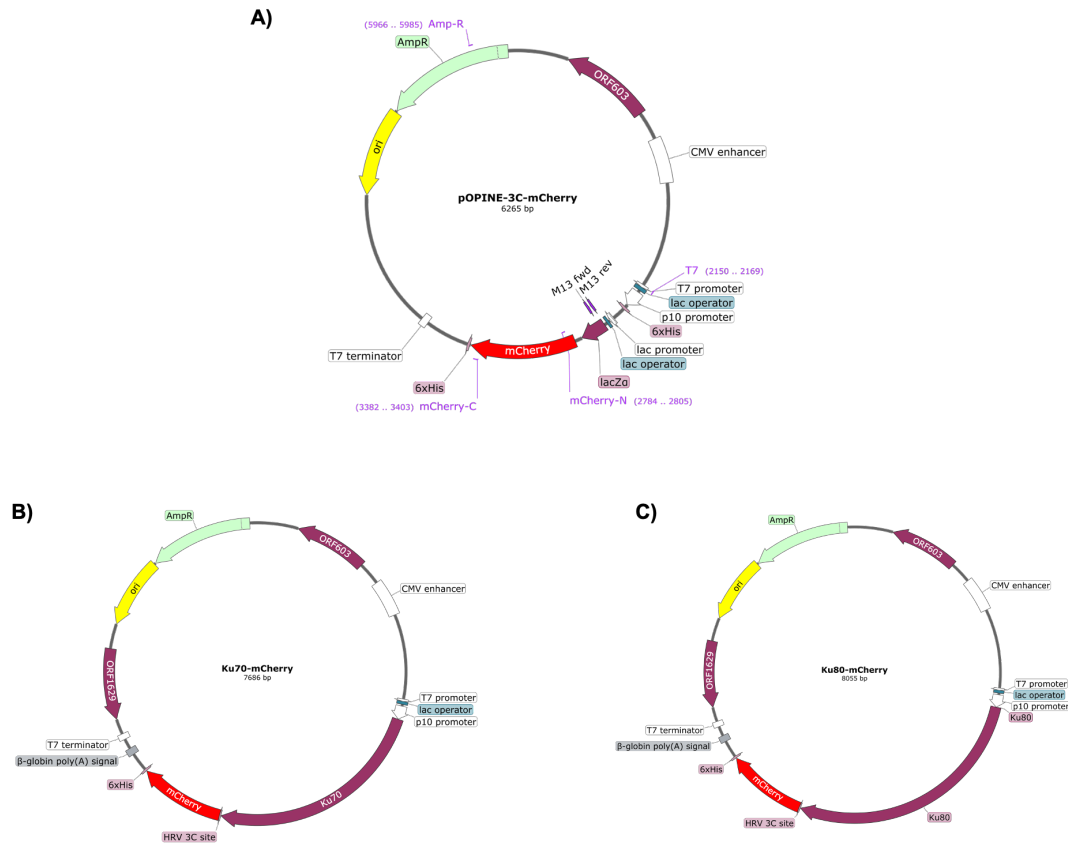 A)
(5966 .. 5985) Amp-R
AmpR
ORF603
ori
CMV enhancer
pOPINE-3C-mCherry
6265 bp
T7 (2150 .. 2169)
M13 fwd
M13 rev
T7 promoter
lac operator
p10 promoter
6xHis
lac promoter
lac operator
lacZα
T7 terminator
mCherry
6xHis
(3382 .. 3403) mCherry-C
mCherry-N (2784 .. 2805)
B)
AmpR
ORF603
ori
CMV enhancer
Ku70-mCherry
7686 bp
ORF1629
T7 promoter
lac operator
p10 promoter
T7 terminator
β-globin poly(A) signal
6xHis
mCherry
Ku70
HRV 3C site
C)
AmpR
ORF603
ori
CMV enhancer
Ku80-mCherry
8055 bp
ORF1629
T7 promoter
lac operator
p10 promoter
Ku80
T7 terminator
β-globin poly(A) signal
6xHis
mCherry
Ku80
HRV 3C site